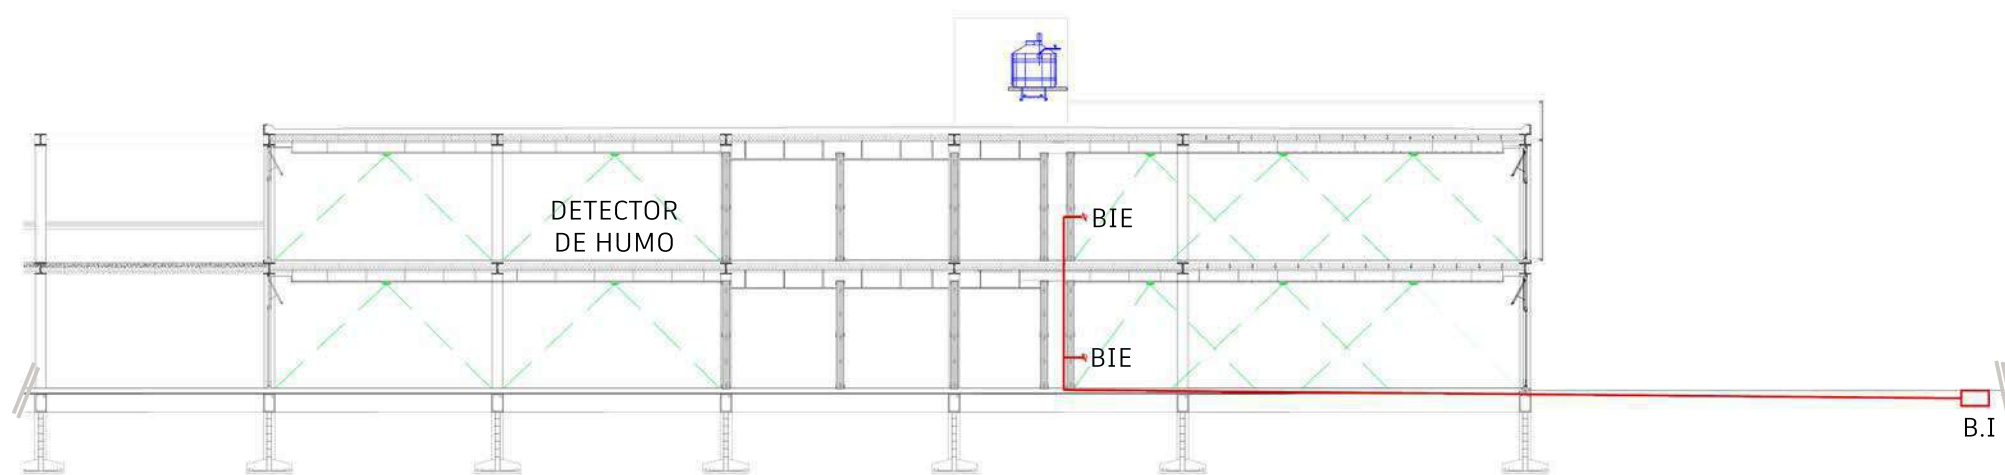 DETECTOR
DE HUMO
BIE
BIE
B.I